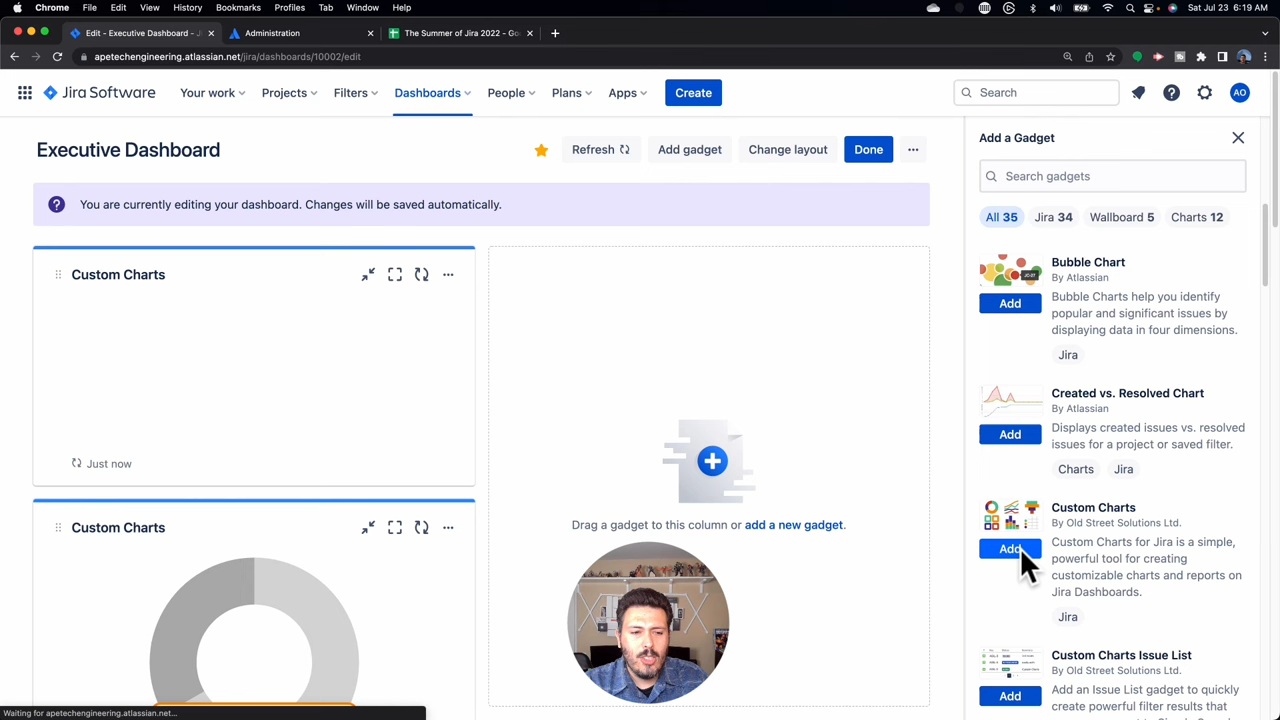 Chrome File Edit View History Bookmarks Profiles Tab Window Help Sat Jul 23 6:19 AM
Edit - Executive Dashboard - J Administration The Summer of Jira 2022 - Go
apetechengineering.atlassian.net/jira/dashboards/10002/edit
Jira Software Your work Projects Filters Dashboards People Plans Apps Create Search AO
Executive Dashboard Refresh Add gadget Change layout Done
You are currently editing your dashboard. Changes will be saved automatically.
Custom Charts
Just now
Custom Charts
Drag a gadget to this column or add a new gadget.
Add a Gadget
Search gadgets
All 35 Jira 34 Wallboard 5 Charts 12
Bubble Chart
By Atlassian
Add
Bubble Charts help you identify
popular and significant issues by
displaying data in four dimensions.
Jira
Created vs. Resolved Chart
By Atlassian
Add
Displays created issues vs. resolved
issues for a project or saved filter.
Charts Jira
Custom Charts
By Old Street Solutions Ltd.
Add
Custom Charts for Jira is a simple,
powerful tool for creating
customizable charts and reports on
Jira Dashboards.
Jira
Custom Charts Issue List
By Old Street Solutions Ltd.
Add
Add an Issue List gadget to quickly
create powerful filter results that
Waiting for apetechengineering.atlassian.net...